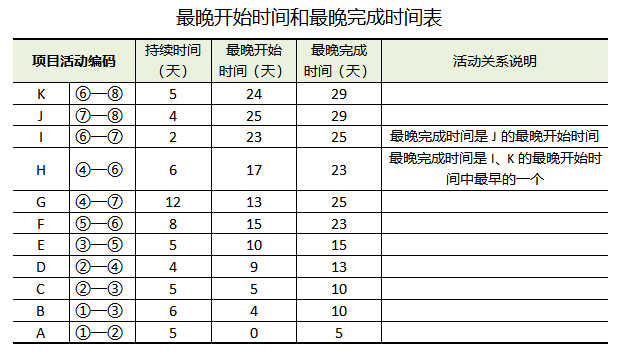 最晚开始时间和最晚完成时间表
项目活动编码 持续时间（天） 最晚开始时间（天） 最晚完成时间（天） 活动关系说明
K ⑥—⑧ 5 24 29
J ⑦—⑧ 4 25 29
I ⑥—⑦ 2 23 25 最晚完成时间是 J 的最晚开始时间
H ④—⑥ 6 17 23 最晚完成时间是 I、K 的最晚开始时间中最早的一个
G ④—⑦ 12 13 25
F ⑤—⑥ 8 15 23
E ③—⑤ 5 10 15
D ②—④ 4 9 13
C ②—③ 5 5 10
B ①—③ 6 4 10
A ①—② 5 0 5